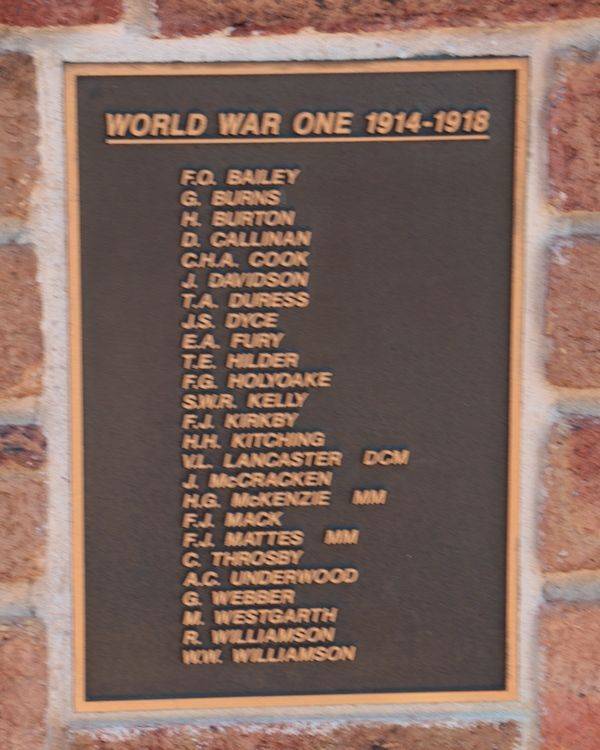 WORLD WAR ONE 1914-1918
F.O. BAILEY
G. BURNS
H. BURTON
D. CALLINAN
C.H.A. COOK
J. DAVIDSON
T.A. DURESS
J.S. DYCE
E.A. FURY
T.E. HILDER
F.G. HOLYOAKE
S.W.R. KELLY
F.J. KIRKBY
H.H. KITCHING
V.L. LANCASTER DCM
J. McCRACKEN
H.G. McKENZIE MM
F.J. MACK
F.J. MATTES MM
C. THROSBY
A.C. UNDERWOOD
G. WEBBER
M. WESTGARTH
R. WILLIAMSON
W.W. WILLIAMSON